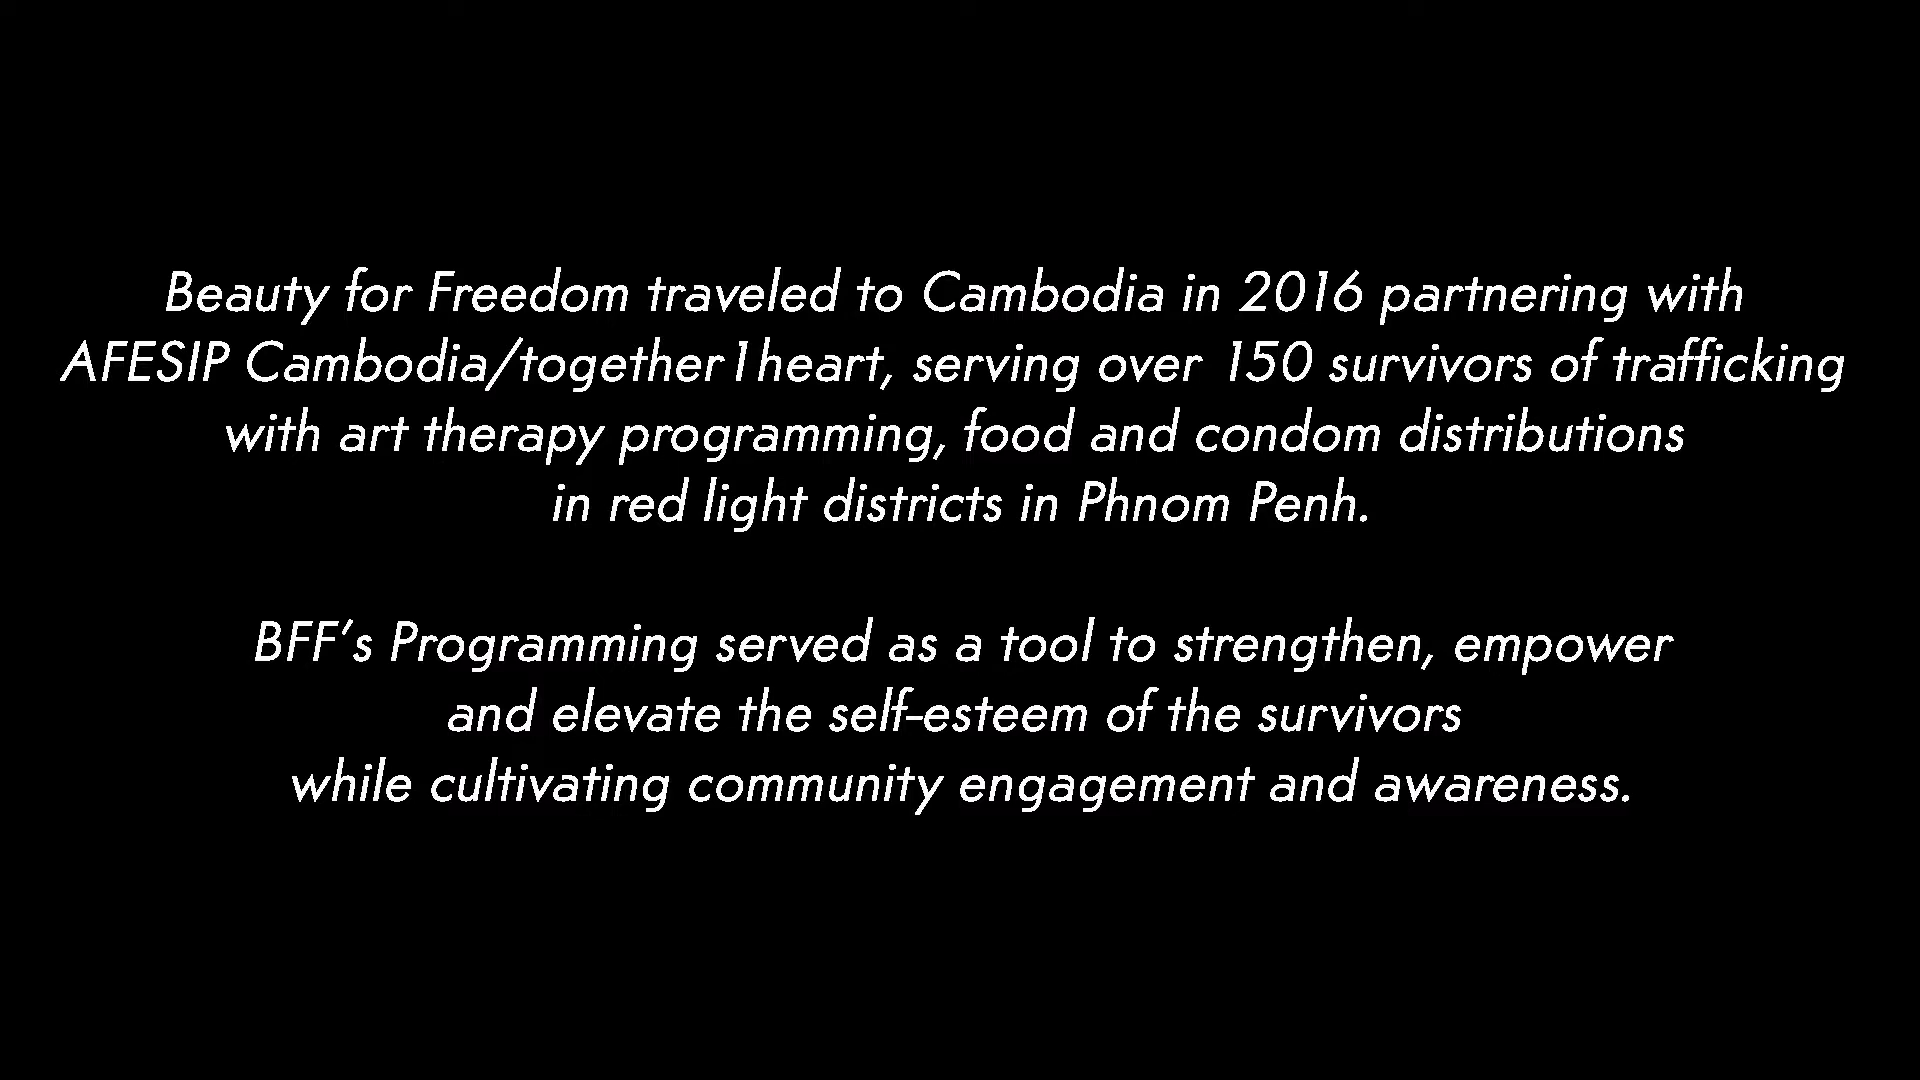 Beauty for Freedom traveled to Cambodia in 2016 partnering with
AFESIP Cambodia/together1heart, serving over 150 survivors of trafficking
with art therapy programming, food and condom distributions
in red light districts in Phnom Penh.
BFF's Programming served as a tool to strengthen, empower
and elevate the self-esteem of the survivors
while cultivating community engagement and awareness.